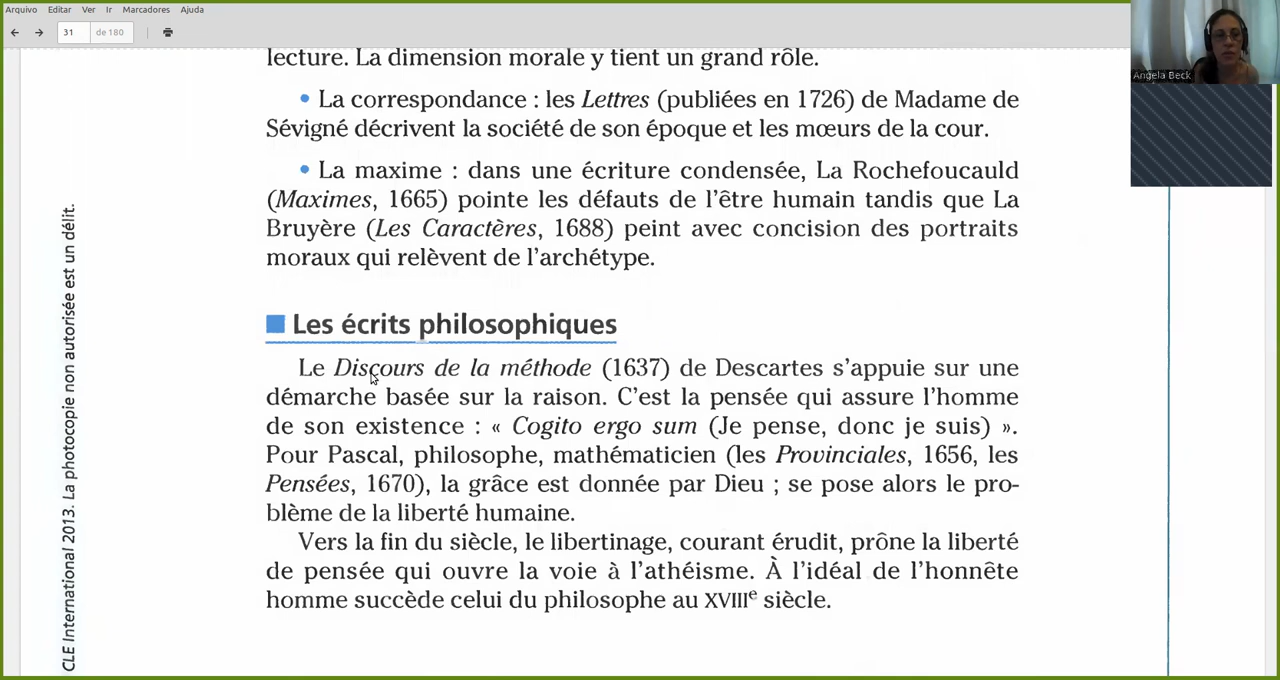 Arquivo Editar Ver Ir Marcadores Ajuda
31 de 180
Angela Beck
lecture. La dimension morale y tient un grand rôle.
• La correspondance : les Lettres (publiées en 1726) de Madame de
Sévigné décrivent la société de son époque et les mœurs de la cour.
• La maxime : dans une écriture condensée, La Rochefoucauld
(Maximes, 1665) pointe les défauts de l'être humain tandis que La
Bruyère (Les Caractères, 1688) peint avec concision des portraits
moraux qui relèvent de l'archétype.
Les écrits philosophiques
Le Discours de la méthode (1637) de Descartes s'appuie sur une
démarche basée sur la raison. C'est la pensée qui assure l'homme
de son existence : « Cogito ergo sum (Je pense, donc je suis) ».
Pour Pascal, philosophe, mathématicien (les Provinciales, 1656, les
Pensées, 1670), la grâce est donnée par Dieu ; se pose alors le pro-
blème de la liberté humaine.
Vers la fin du siècle, le libertinage, courant érudit, prône la liberté
de pensée qui ouvre la voie à l'athéisme. À l'idéal de l'honnête
homme succède celui du philosophe au XVIIIe siècle.
CLE International 2013. La photocopie non autorisée est un délit.